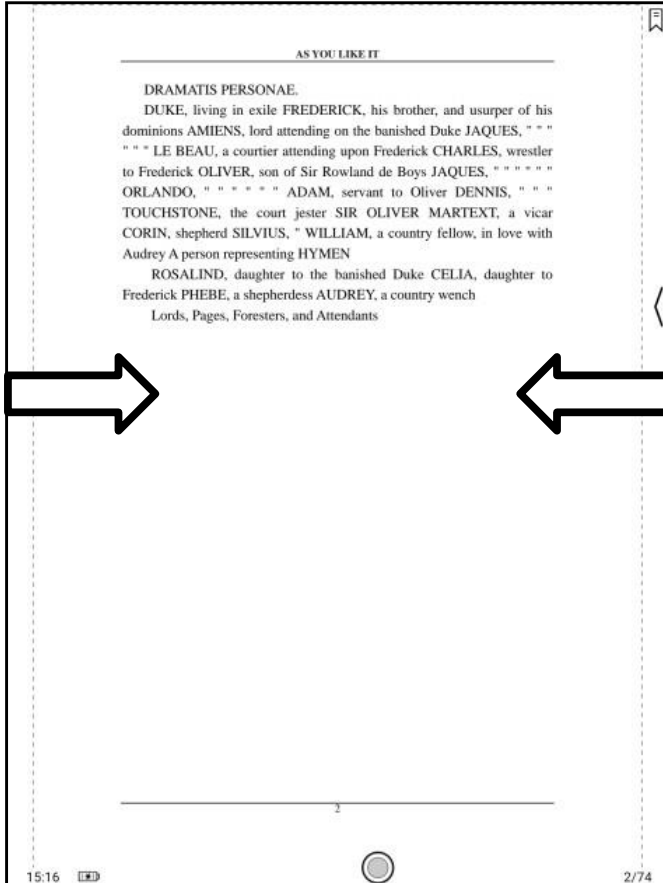 AS YOU LIKE IT
DRAMATIS PERSONAE.
DUKE, living in exile FREDERICK, his brother, and usurper of his
dominions AMIENS, lord attending on the banished Duke JAQUES, " " "
" " " LE BEAU, a courtier attending upon Frederick CHARLES, wrestler
to Frederick OLIVER, son of Sir Rowland de Boys JAQUES, " " " " " "
ORLANDO, " " " " " " ADAM, servant to Oliver DENNIS, " " "
TOUCHSTONE, the court jester SIR OLIVER MARTEXT, a vicar
CORIN, shepherd SILVIUS, " WILLIAM, a country fellow, in love with
Audrey A person representing HYMEN
ROSALIND, daughter to the banished Duke CELIA, daughter to
Frederick PHEBE, a shepherdess AUDREY, a country wench
Lords, Pages, Foresters, and Attendants
2
15:16
2/74